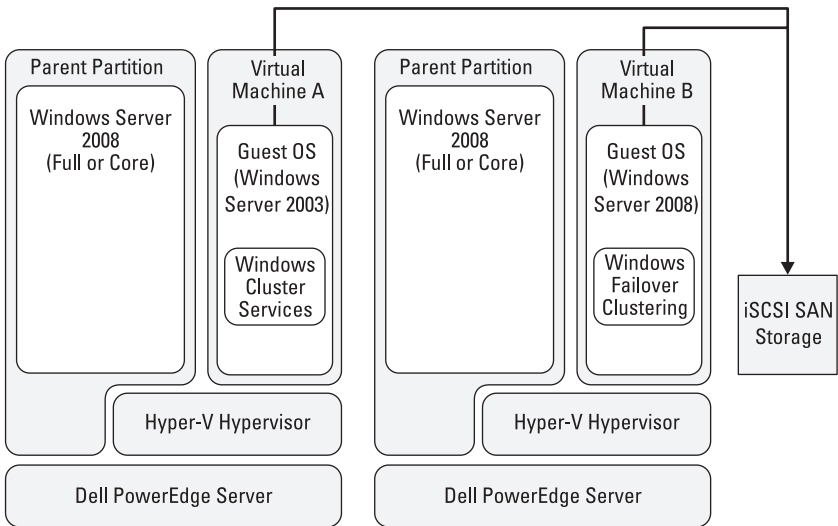 Parent Partition
Windows Server
2008
(Full or Core)
Virtual
Machine A
Guest OS
(Windows
Server 2003)
Windows
Cluster
Services
Hyper-V Hypervisor
Dell PowerEdge Server
Parent Partition
Windows Server
2008
(Full or Core)
Virtual
Machine B
Guest OS
(Windows
Server 2008)
Windows
Failover
Clustering
Hyper-V Hypervisor
Dell PowerEdge Server
iSCSI SAN
Storage